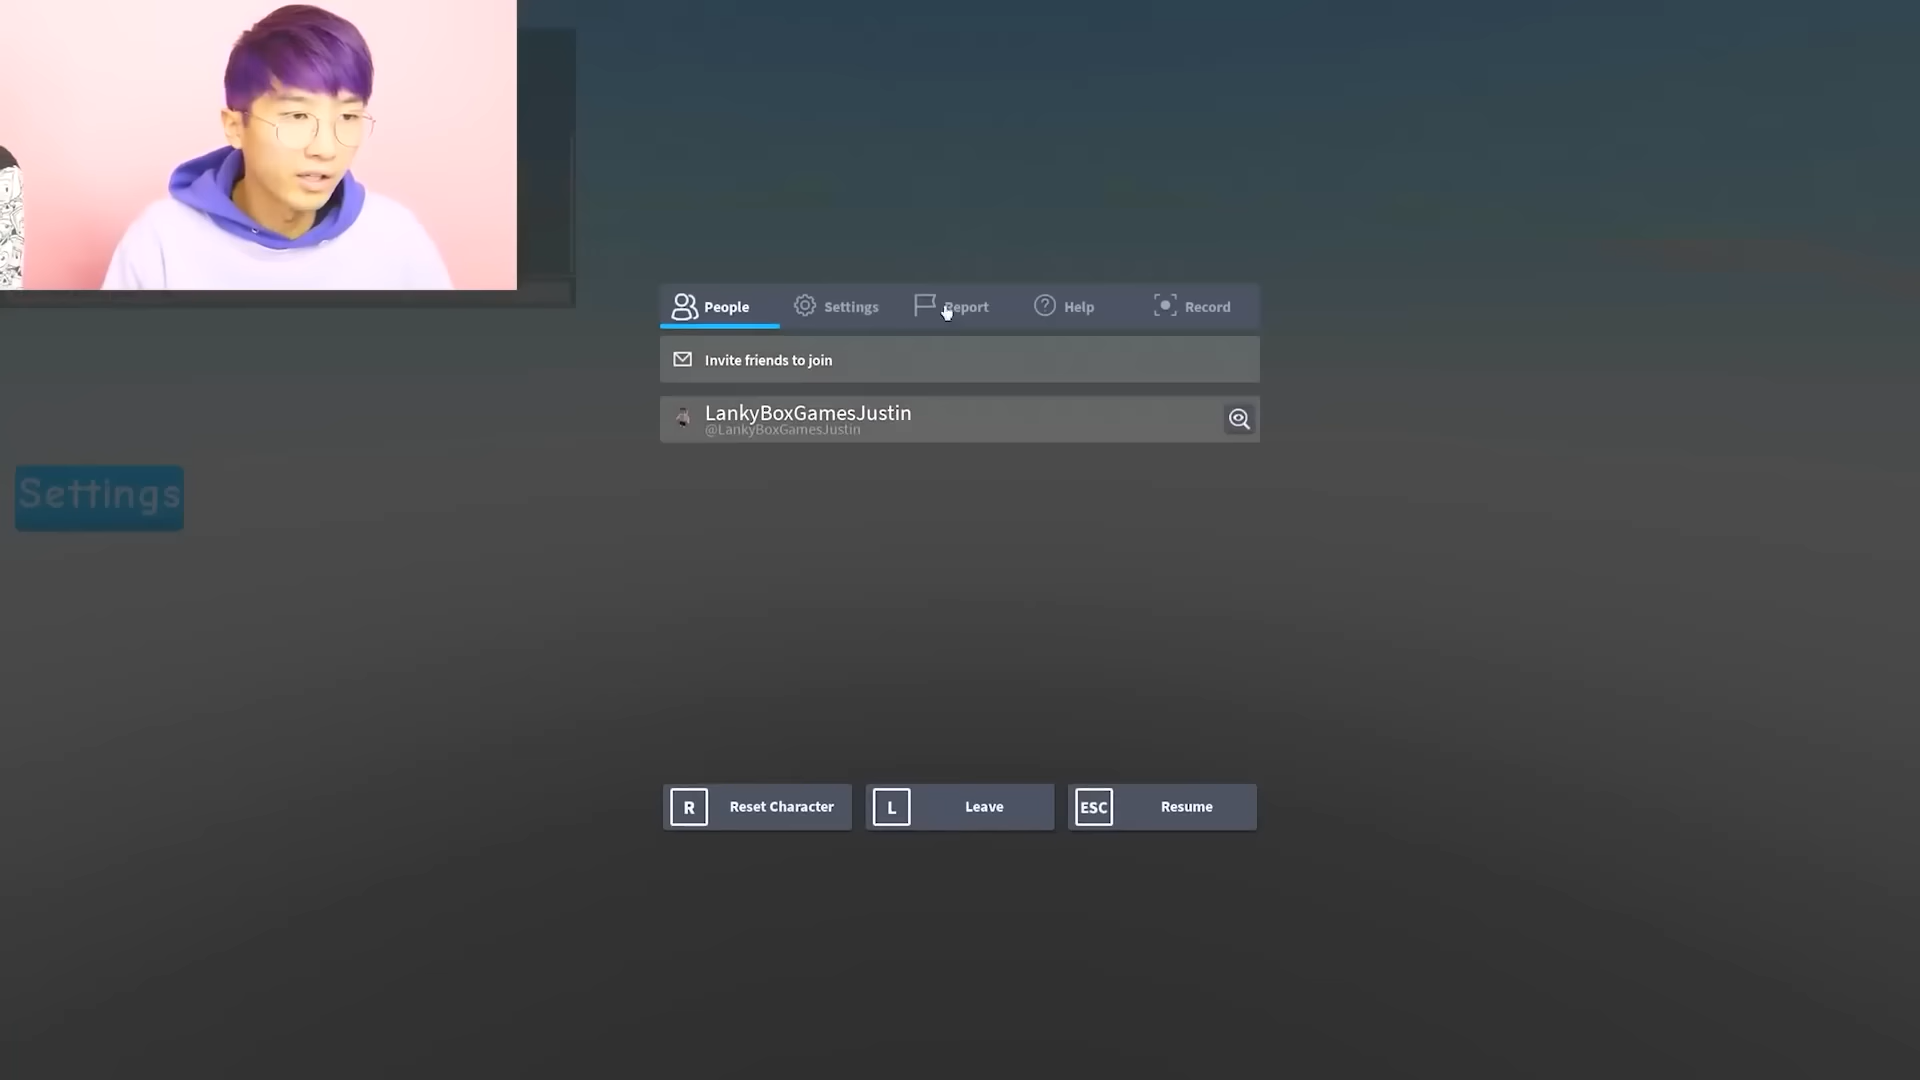 People
Settings
Report
Help
Record
Invite friends to join
LankyBoxGamesJustin
@LankyBoxGamesJustin
Settings
R
Reset Character
L
Leave
ESC
Resume